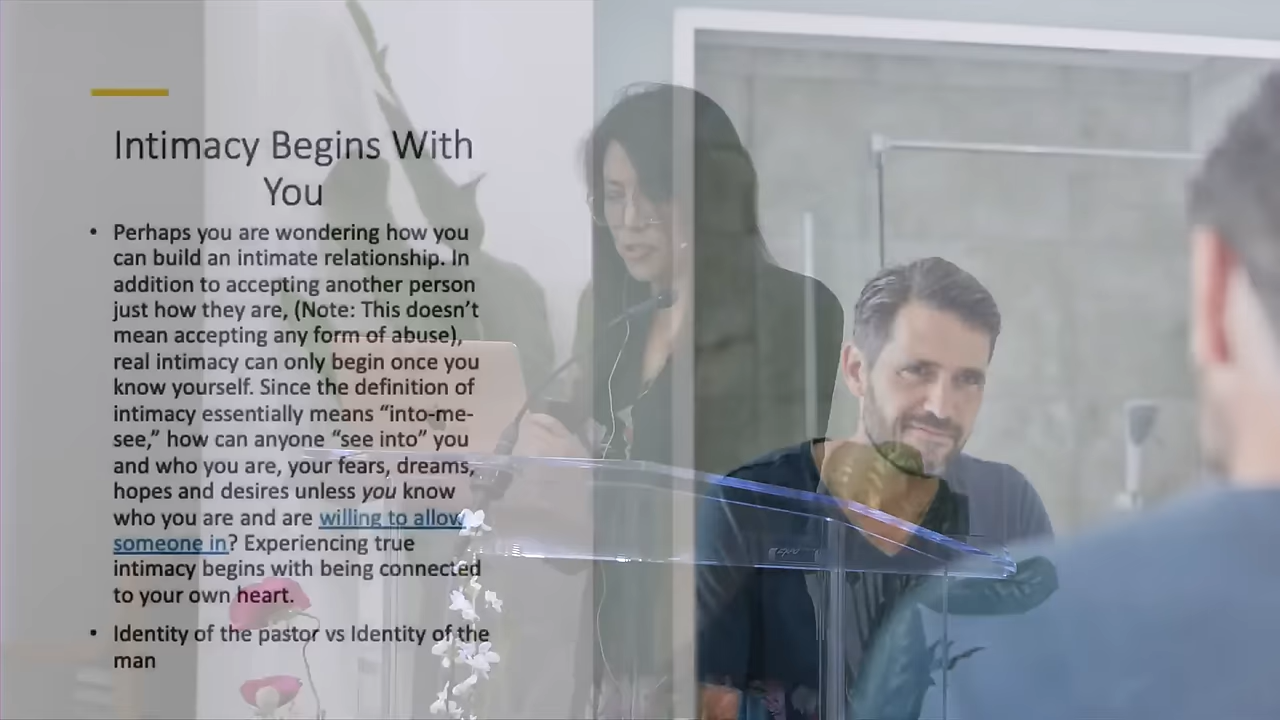 Intimacy Begins With
You
• Perhaps you are wondering how you
can build an intimate relationship. In
addition to accepting another person
just how they are, (Note: This doesn't
mean accepting any form of abuse),
real intimacy can only begin once you
know yourself. Since the definition of
intimacy essentially means “into-me-
see,” how can anyone “see into” you
and who you are, your fears, dreams,
hopes and desires unless you know
who you are and are willing to allow
someone in? Experiencing true
intimacy begins with being connected
to your own heart.
• Identity of the pastor vs Identity of the
man